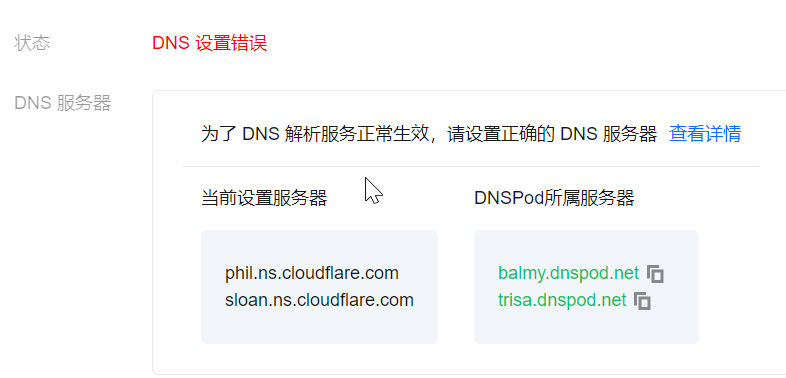 状态
DNS 设置错误
DNS 服务器
为了 DNS 解析服务正常生效，请设置正确的 DNS 服务器 查看详情
当前设置服务器
phil.ns.cloudflare.com
sloan.ns.cloudflare.com
DNSPod所属服务器
balmy.dnspod.net
trisa.dnspod.net